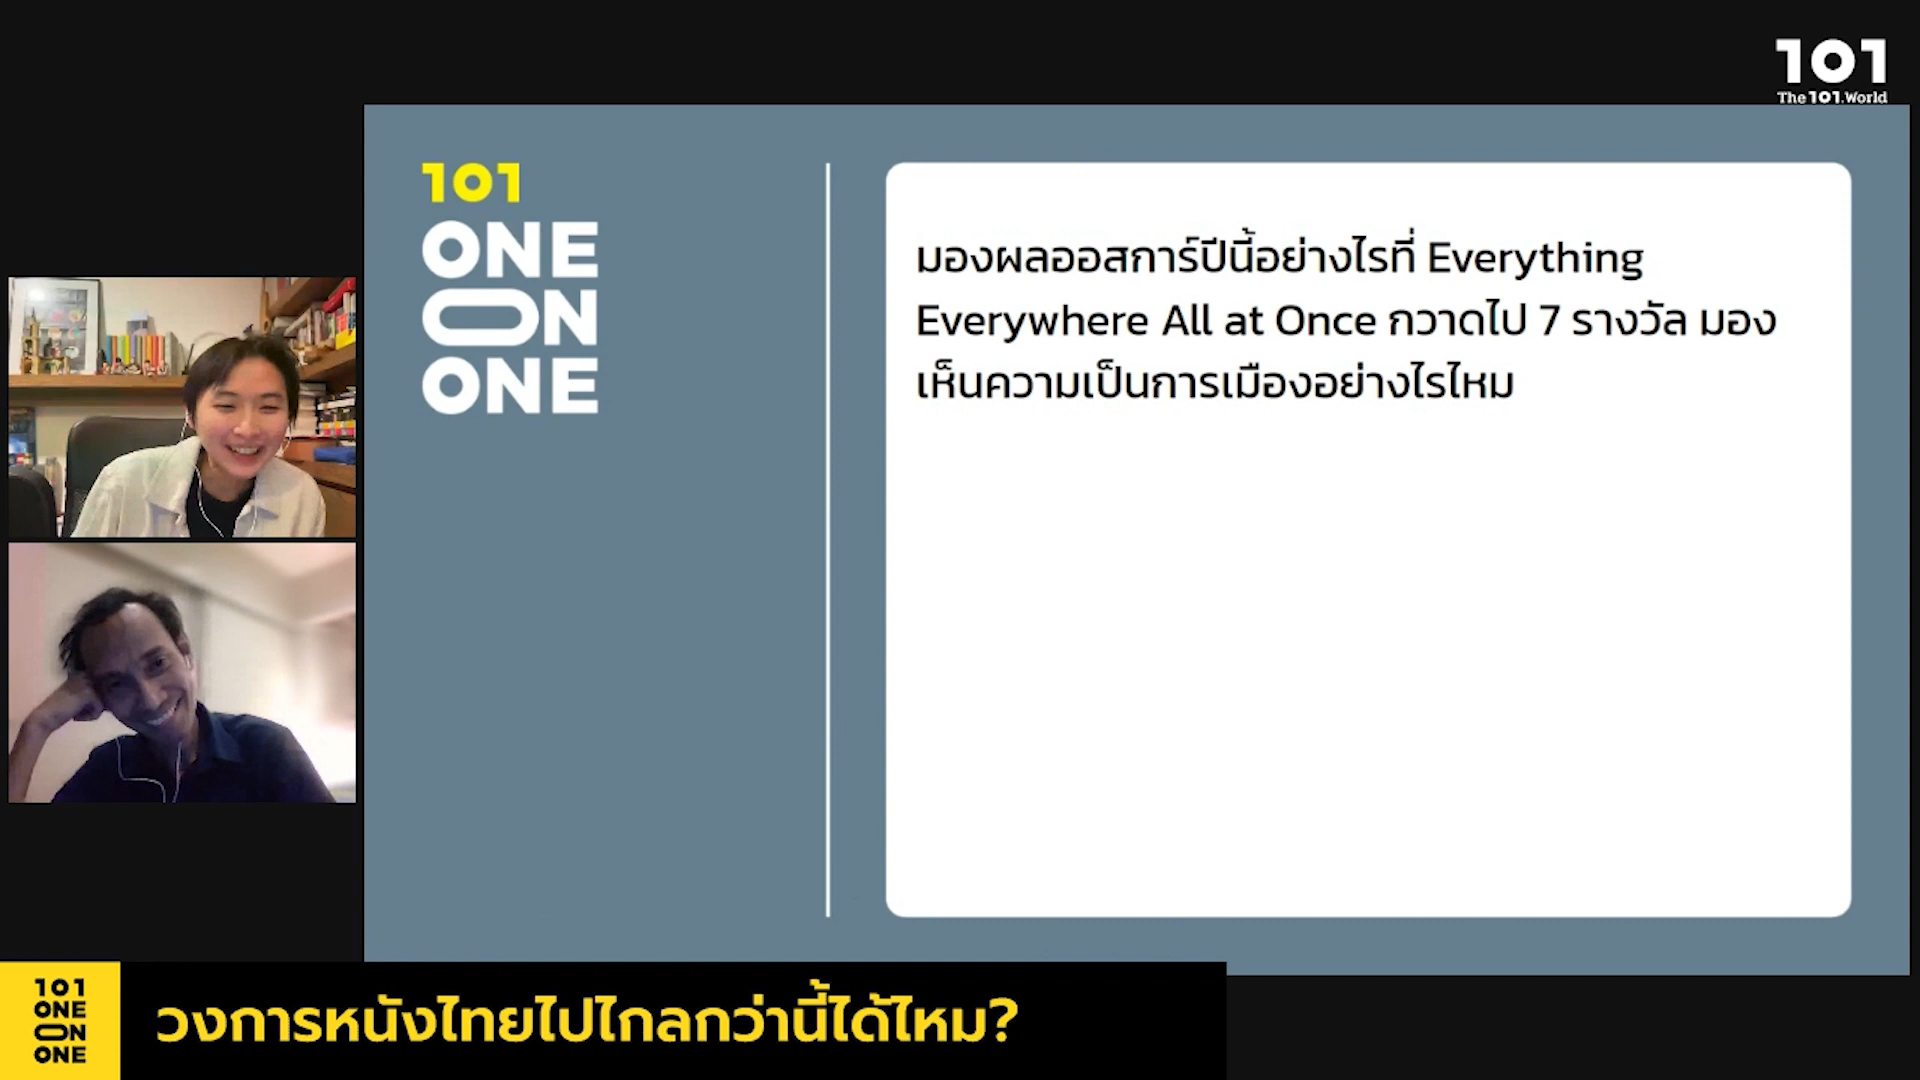 101
The 101.World
101
ONE
ON
ONE
มองผลออสการ์ปีนี้อย่างไรที่ Everything
Everywhere All at Once กวาดไป 7 รางวัล มอง
เห็นความเป็นการเมืองอย่างไรไหม
101
ONE
ON
ONE
วงการหนังไทยไปไกลกว่านี้ได้ไหม?